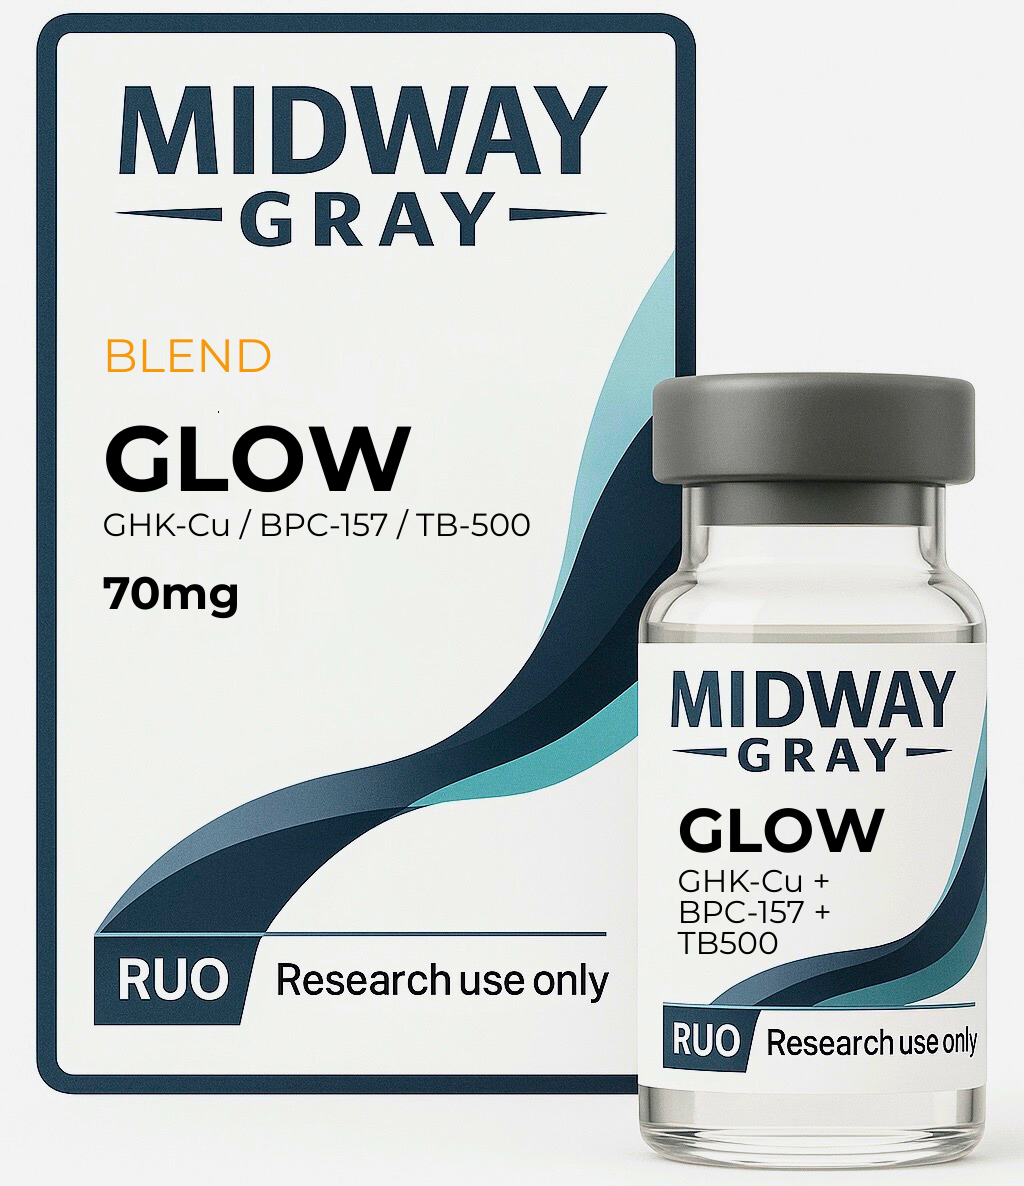 MIDWAY
GRAY
BLEND
GLOW
GHK-Cu / BPC-157 / TB-500
70mg
RUO Research use only
MIDWAY
GRAY
GLOW
GHK-Cu +
BPC-157 +
TB500
RUO Research use only